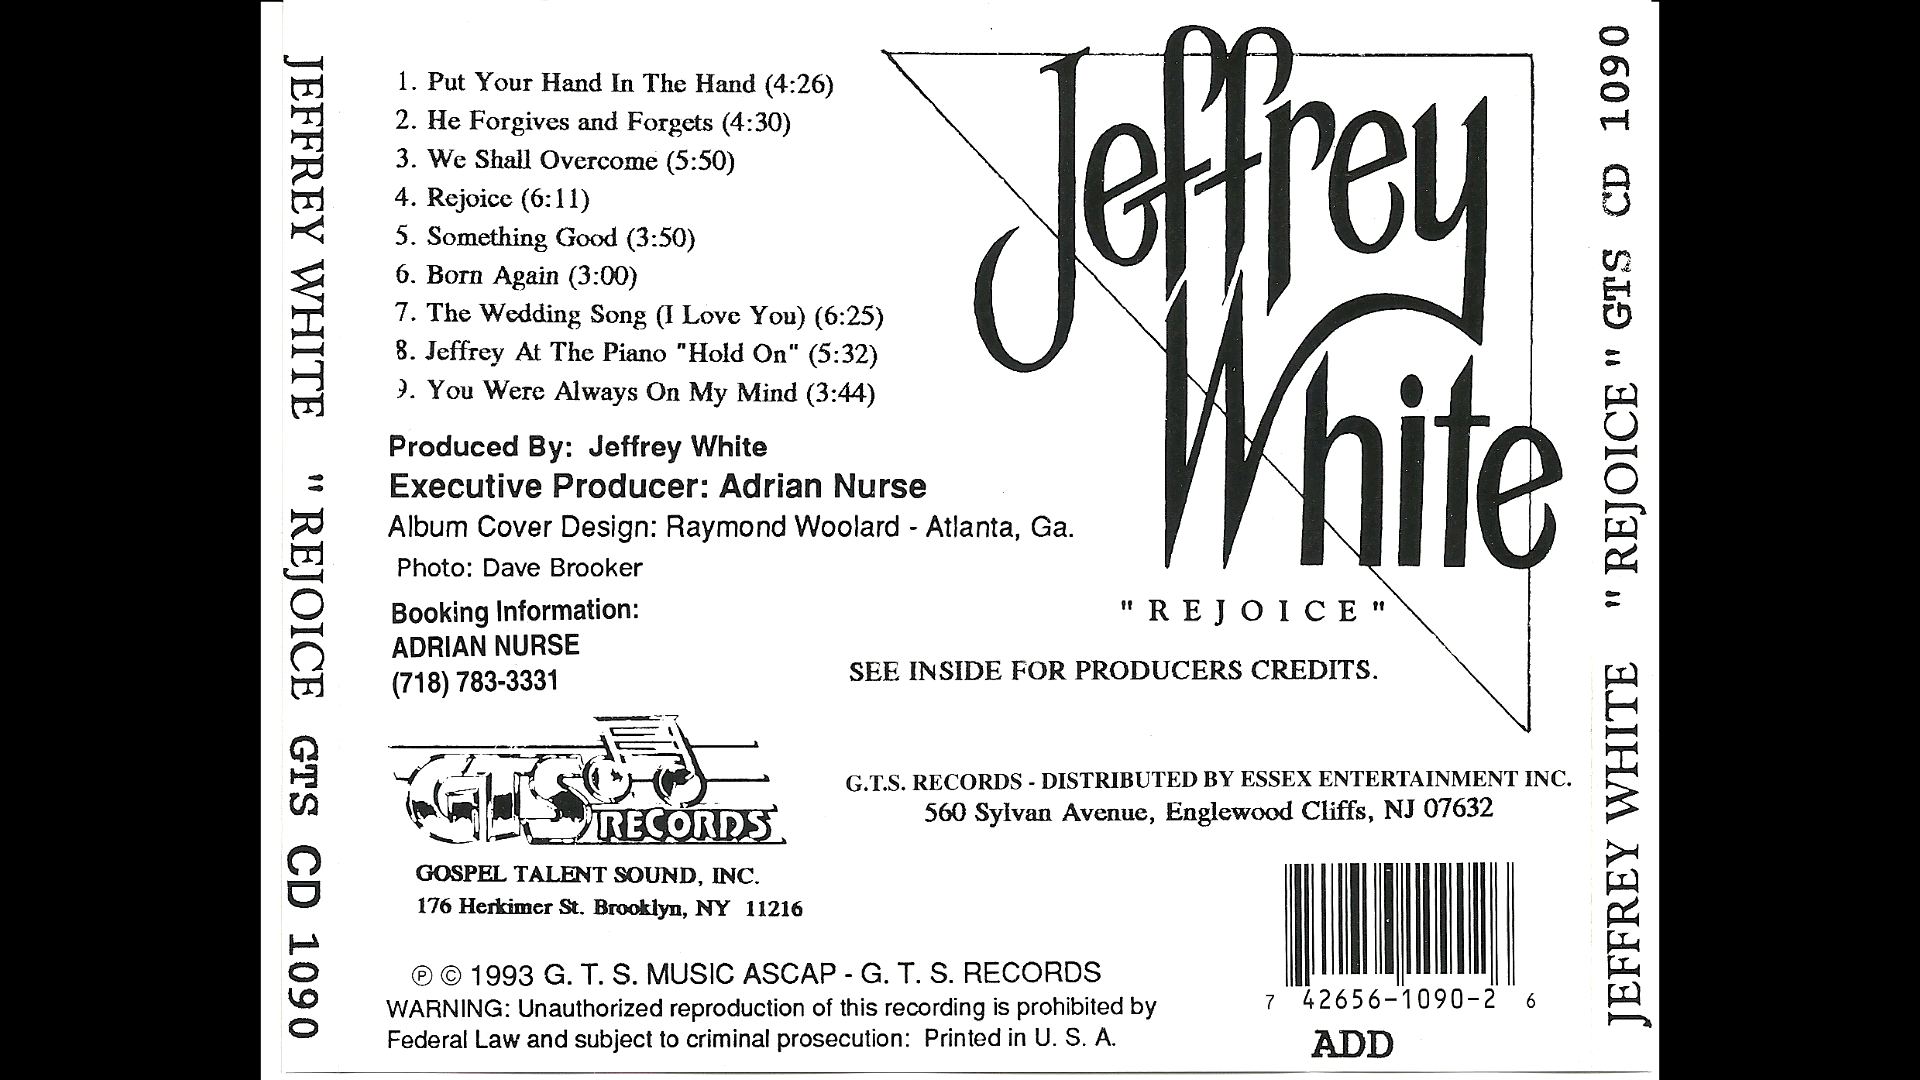 JEFFREY WHITE " REJOICE GTS CD 1090
1. Put Your Hand In The Hand (4:26)
2. He Forgives and Forgets (4:30)
3. We Shall Overcome (5:50)
4. Rejoice (6:11)
5. Something Good (3:50)
6. Born Again (3:00)
7. The Wedding Song (I Love You) (6:25)
8. Jeffrey At The Piano "Hold On" (5:32)
9. You Were Always On My Mind (3:44)
Produced By: Jeffrey White
Executive Producer: Adrian Nurse
Album Cover Design: Raymond Woolard - Atlanta, Ga.
Photo: Dave Brooker
Booking Information:
ADRIAN NURSE
(718) 783-3331
GTS
RECORDS
GOSPEL TALENT SOUND, INC.
176 Herkimer St. Brooklyn, NY 11216
Jeffrey
White
"REJOICE"
SEE INSIDE FOR PRODUCERS CREDITS.
G.T.S. RECORDS - DISTRIBUTED BY ESSEX ENTERTAINMENT INC.
560 Sylvan Avenue, Englewood Cliffs, NJ 07632
℗ © 1993 G. T. S. MUSIC ASCAP - G. T. S. RECORDS
WARNING: Unauthorized reproduction of this recording is prohibited by
Federal Law and subject to criminal prosecution: Printed in U. S. A.
7 42656-1090-2 6
ADD
JEFFREY WHITE " REJOICE" GTS CD 1090